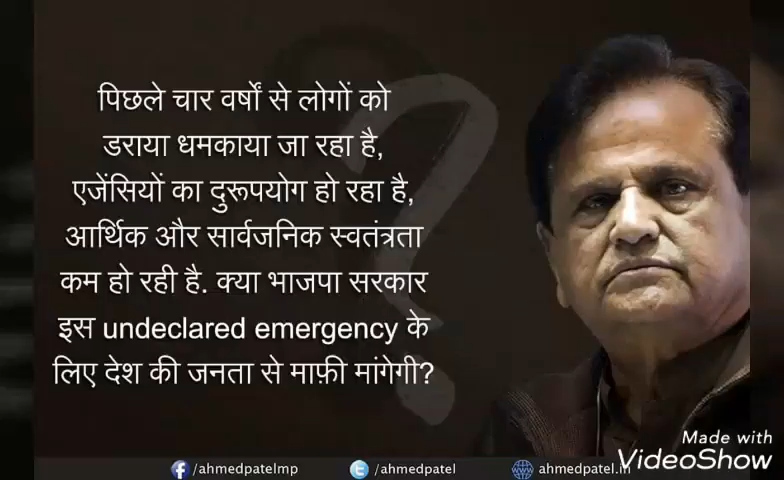 पिछले चार वर्षों से लोगों को
डराया धमकाया जा रहा है,
एजेंसियों का दुरूपयोग हो रहा है,
आर्थिक और सार्वजनिक स्वतंत्रता
कम हो रही है. क्या भाजपा सरकार
इस undeclared emergency के
लिए देश की जनता से माफ़ी मांगेगी?
/ahmedpatelmp /ahmedpatel ahmedpatel.in
Made with
VideoShow